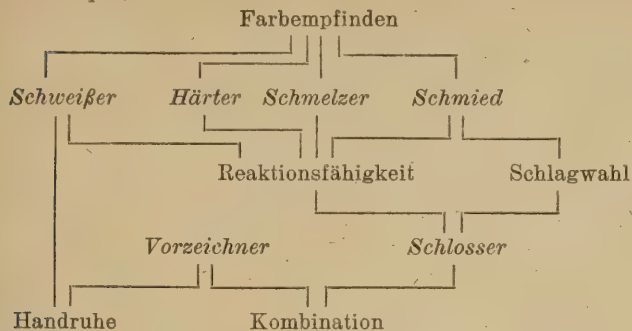 Farbempfinden
Schweißer Härter Schmelzer Schmied
Reaktionsfähigkeit Schlagwahl
Vorzeichner Schlosser
Handruhe Kombination